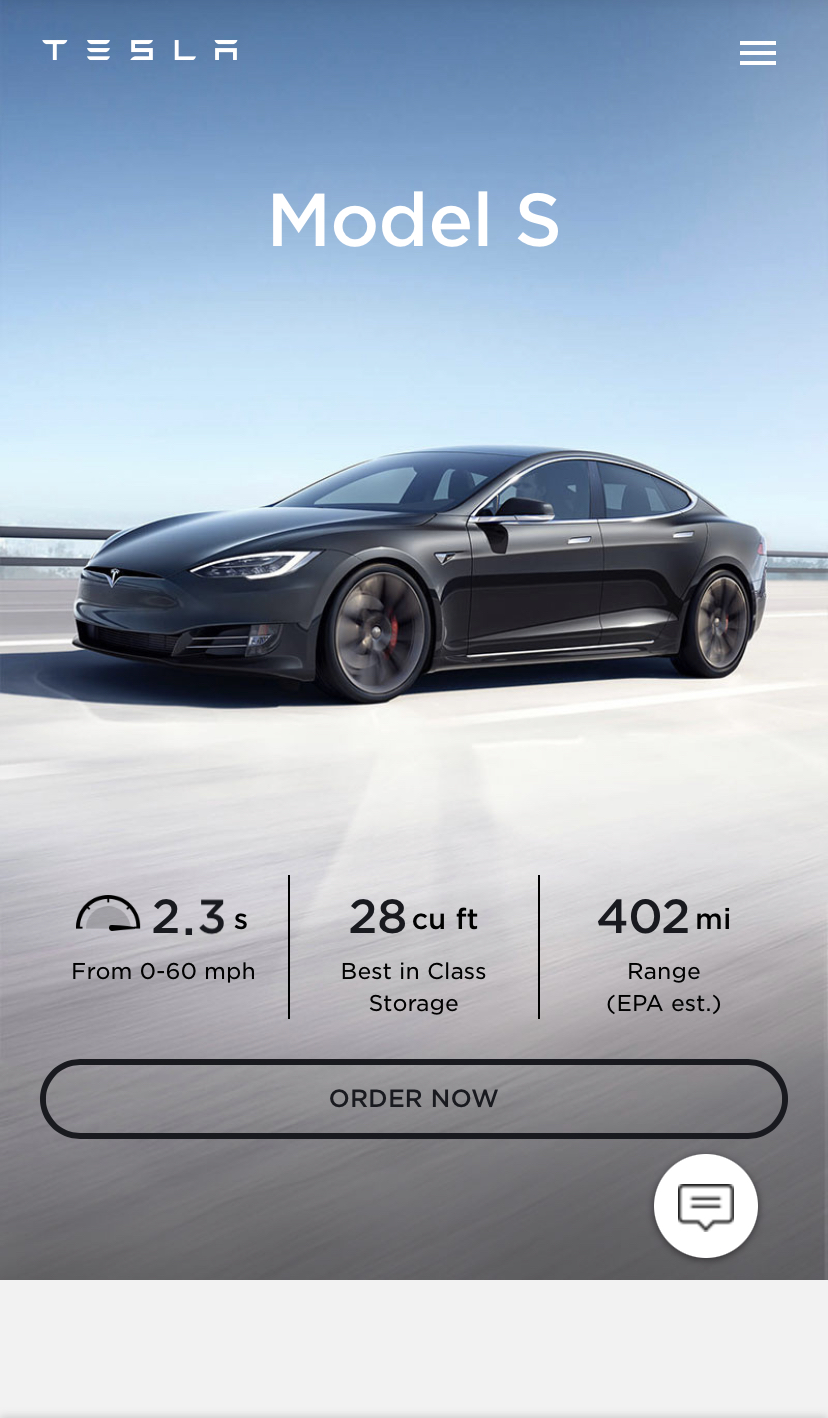 TESLA
Model S
2.3 s
From 0-60 mph
28 cu ft
Best in Class
Storage
402 mi
Range
(EPA est.)
ORDER NOW